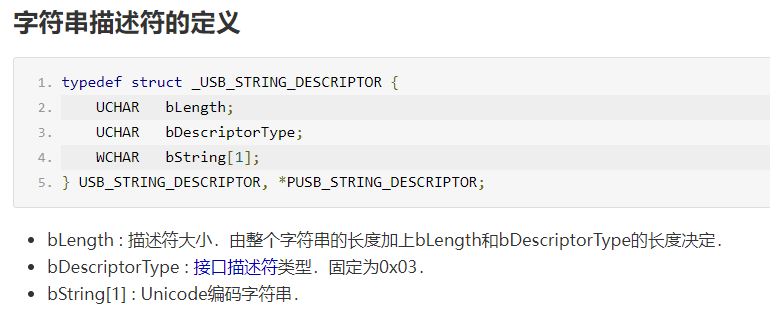 字符串描述符的定义
1. typedef struct _USB_STRING_DESCRIPTOR {
2. UCHAR bLength;
3. UCHAR bDescriptorType;
4. WCHAR bString[1];
5. } USB_STRING_DESCRIPTOR, *PUSB_STRING_DESCRIPTOR;
• bLength : 描述符大小．由整个字符串的长度加上bLength和bDescriptorType的长度决定．
• bDescriptorType : 接口描述符类型．固定为0x03．
• bString[1] : Unicode编码字符串．